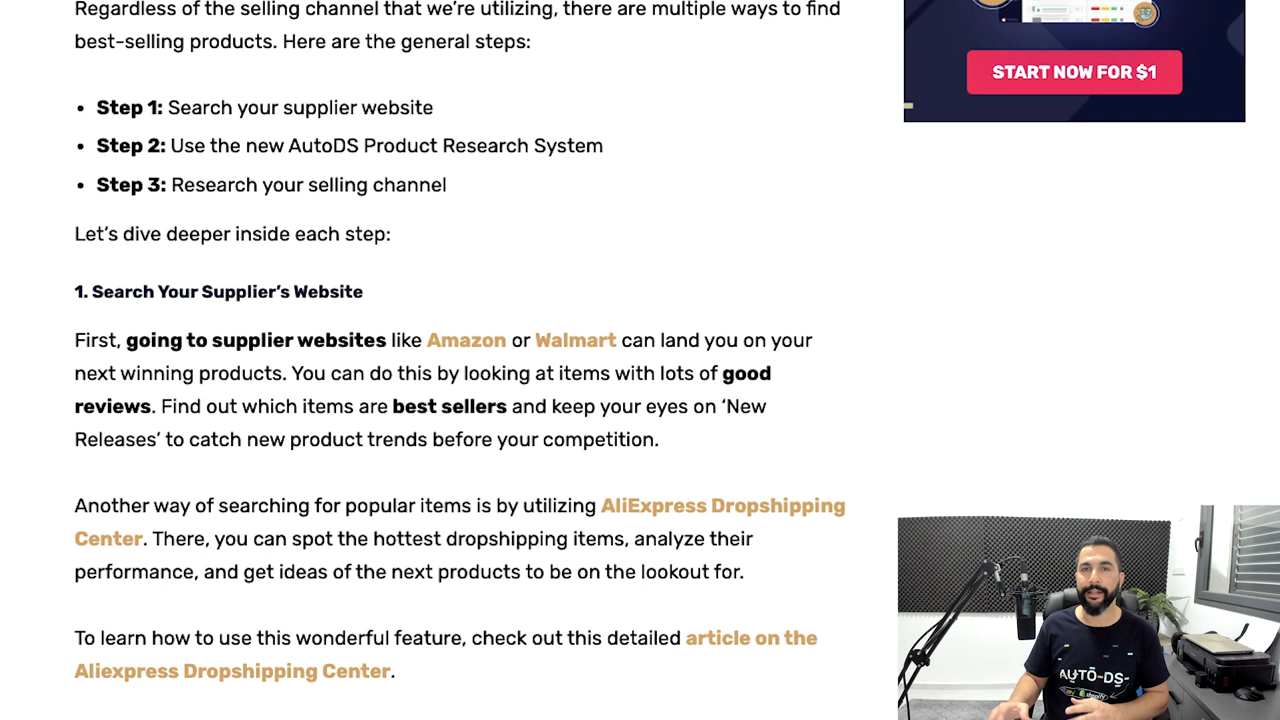 Regardless of the selling channel that we're utilizing, there are multiple ways to find
best-selling products. Here are the general steps:
• Step 1: Search your supplier website
• Step 2: Use the new AutoDS Product Research System
• Step 3: Research your selling channel
Let's dive deeper inside each step:
1. Search Your Supplier's Website
First, going to supplier websites like Amazon or Walmart can land you on your
next winning products. You can do this by looking at items with lots of good
reviews. Find out which items are best sellers and keep your eyes on ‘New
Releases’ to catch new product trends before your competition.
Another way of searching for popular items is by utilizing AliExpress Dropshipping
Center. There, you can spot the hottest dropshipping items, analyze their
performance, and get ideas of the next products to be on the lookout for.
To learn how to use this wonderful feature, check out this detailed article on the
Aliexpress Dropshipping Center.
START NOW FOR $1
AUTO-DS-
shopify